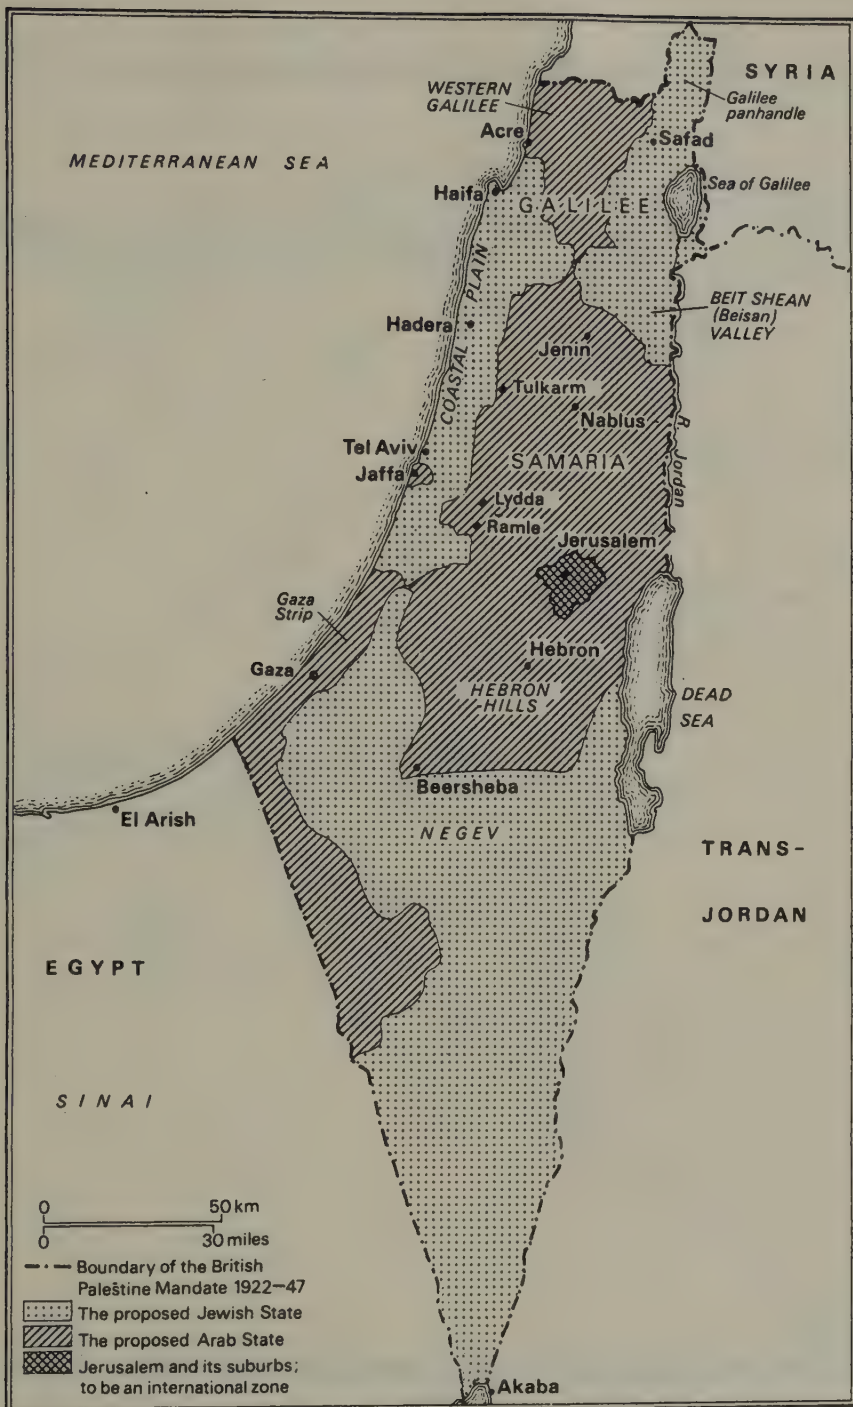 SYRIA
WESTERN
GALILEE
Galilee
panhandle
Acre
Safad
MEDITERRANEAN SEA
Sea of Galilee
Haifa
GALILEE
COASTAL PLAIN
BEIT SHEAN
(Beisan)
VALLEY
Hadera
Jenin
Tulkarm
Nablus
R. Jordan
Tel Aviv
SAMARIA
Jaffa
Lydda
Ramle
Jerusalem
Gaza
Strip
Hebron
Gaza
HEBRON
HILLS
DEAD
SEA
Beersheba
El Arish
NEGEV
TRANS-
JORDAN
EGYPT
SINAI
0 50 km
0 30 miles
Boundary of the British
Palestine Mandate 1922–47
The proposed Jewish State
The proposed Arab State
Jerusalem and its suburbs;
to be an international zone
Akaba